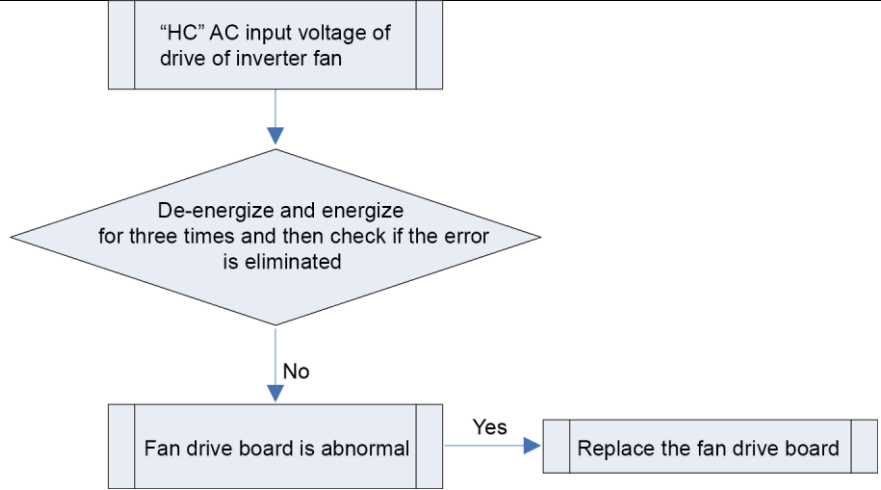 “HC” AC input voltage of
drive of inverter fan
De-energize and energize
for three times and then check if the error
is eliminated
No
Fan drive board is abnormal
Yes
Replace the fan drive board